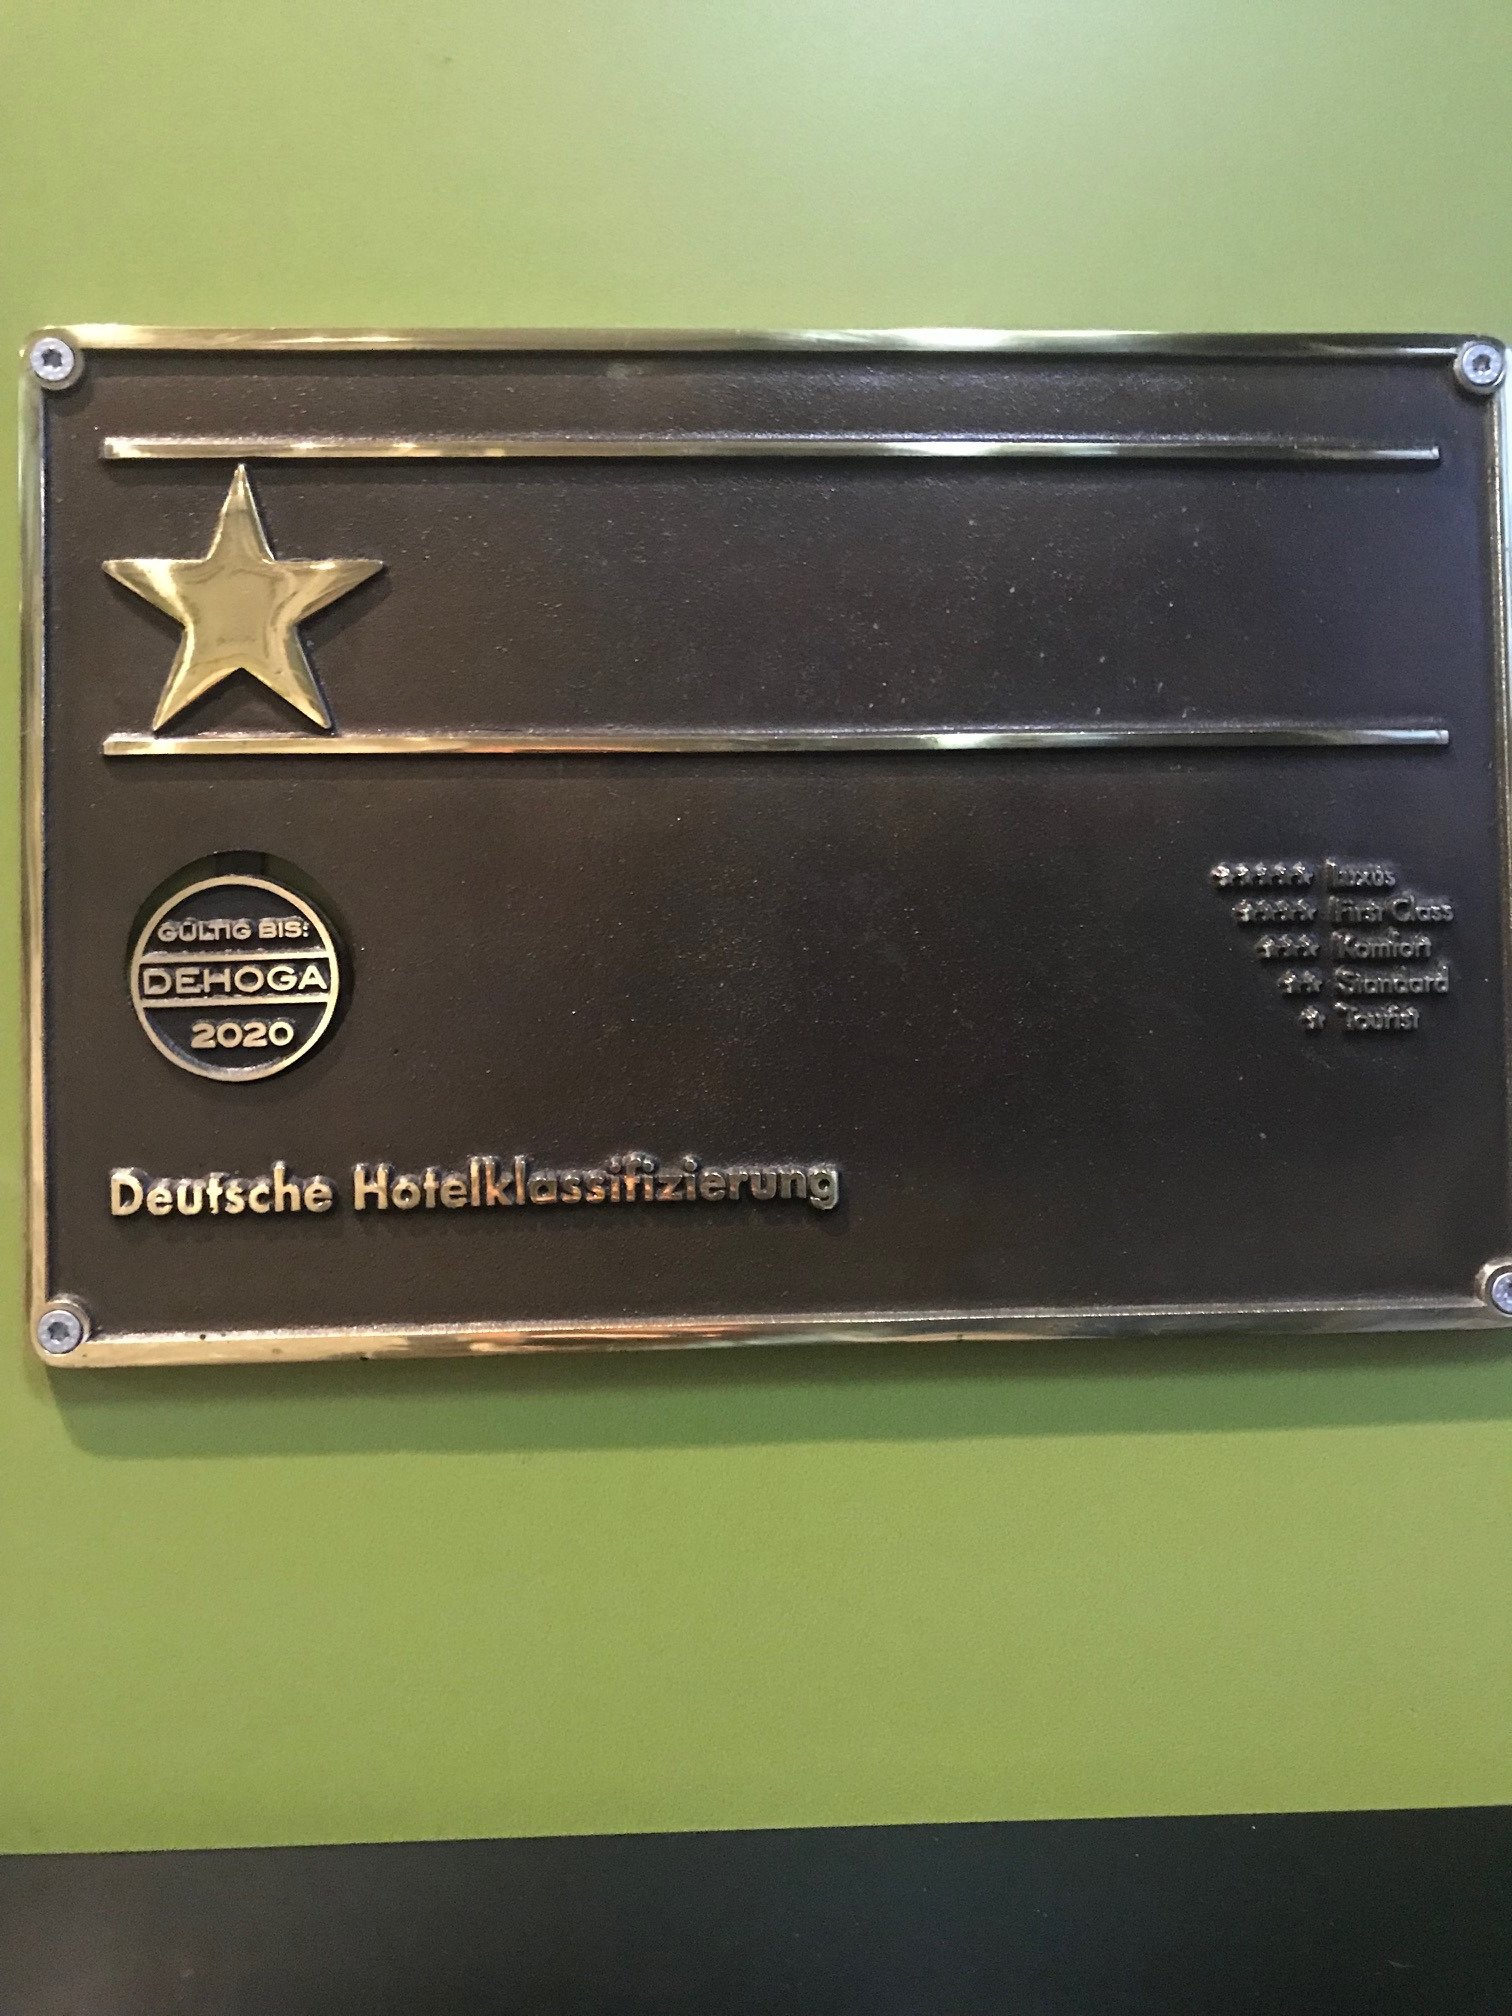 GÜLTIG BIS:
DEHOGA
2020
Luxus
First Class
Komfort
Standard
Tourist
Deutsche Hotelklassifizierung